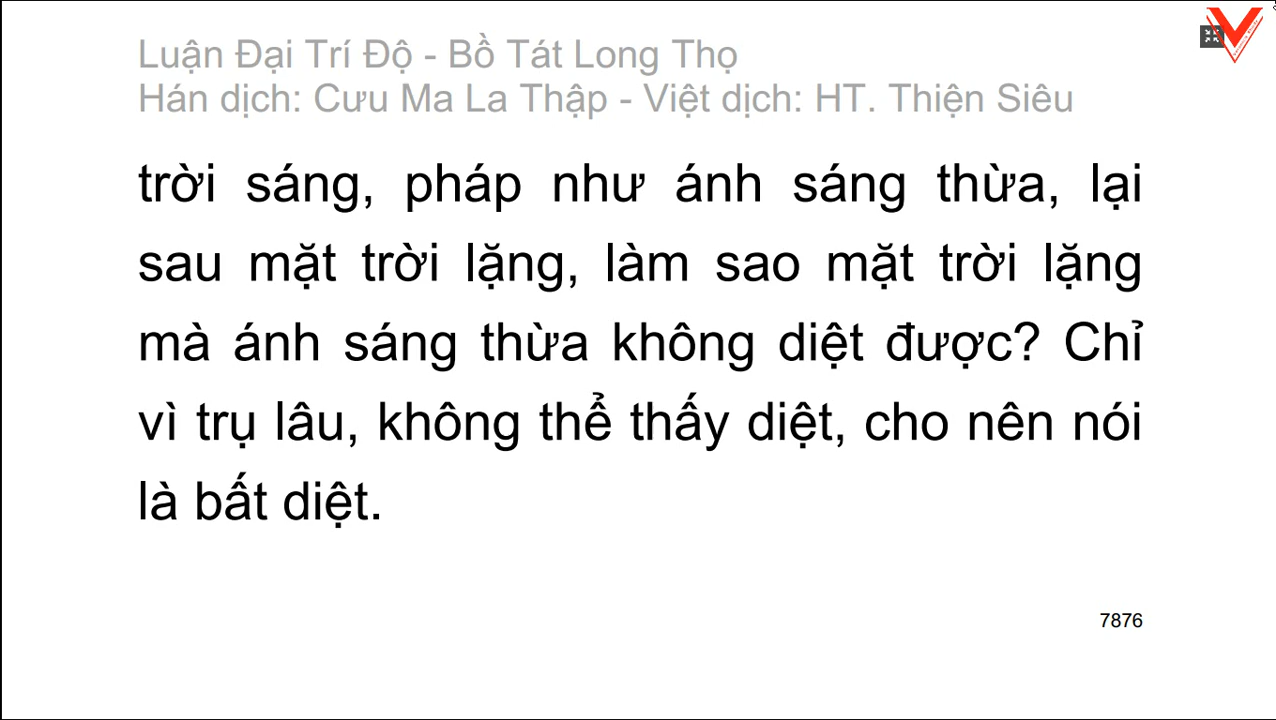 Luận Đại Trí Độ - Bồ Tát Long Thọ
Hán dịch: Cưu Ma La Thập - Việt dịch: HT. Thiện Siêu
trời sáng, pháp như ánh sáng thừa, lại
sau mặt trời lặng, làm sao mặt trời lặng
mà ánh sáng thừa không diệt được? Chỉ
vì trụ lâu, không thể thấy diệt, cho nên nói
là bất diệt.
7876